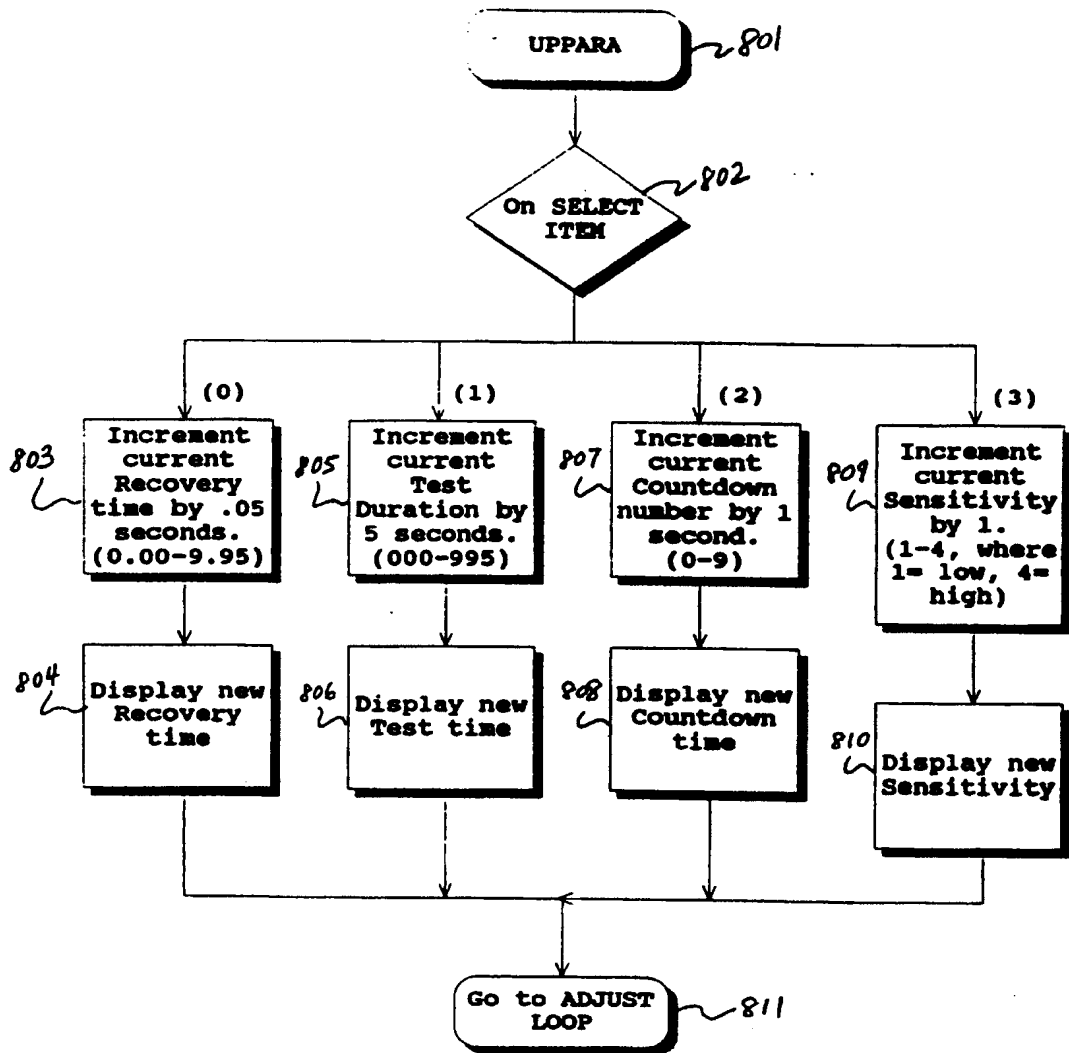 UPPARA
801
On SELECT
ITEM
802
(0)
(1)
(2)
(3)
803
Increment
current
Recovery
time by .05
seconds.
(0.00-9.95)
805
Increment
current
Test
Duration by
5 seconds.
(000-995)
807
Increment
current
Countdown
number by 1
second.
(0-9)
809
Increment
current
Sensitivity
by 1.
(1-4, where
1= low, 4=
high)
804
Display new
Recovery
time
806
Display new
Test time
808
Display new
Countdown
time
810
Display new
Sensitivity
Go to ADJUST
LOOP
811